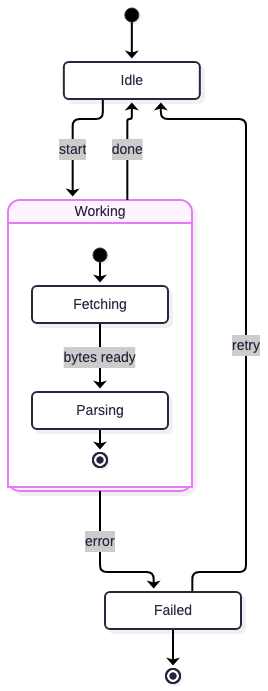 Idle
start
done
Working
Fetching
bytes ready
retry
Parsing
error
Failed